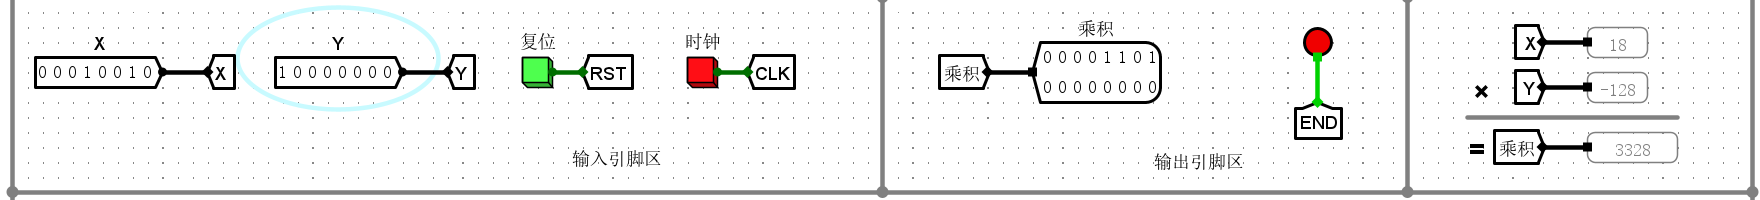 X
00010010
X
Y
10000000
Y
复位
RST
时钟
CLK
输入引脚区
乘积
乘积
00001101
00000000
END
输出引脚区
X
18
×
Y
-128
=
乘积
3328